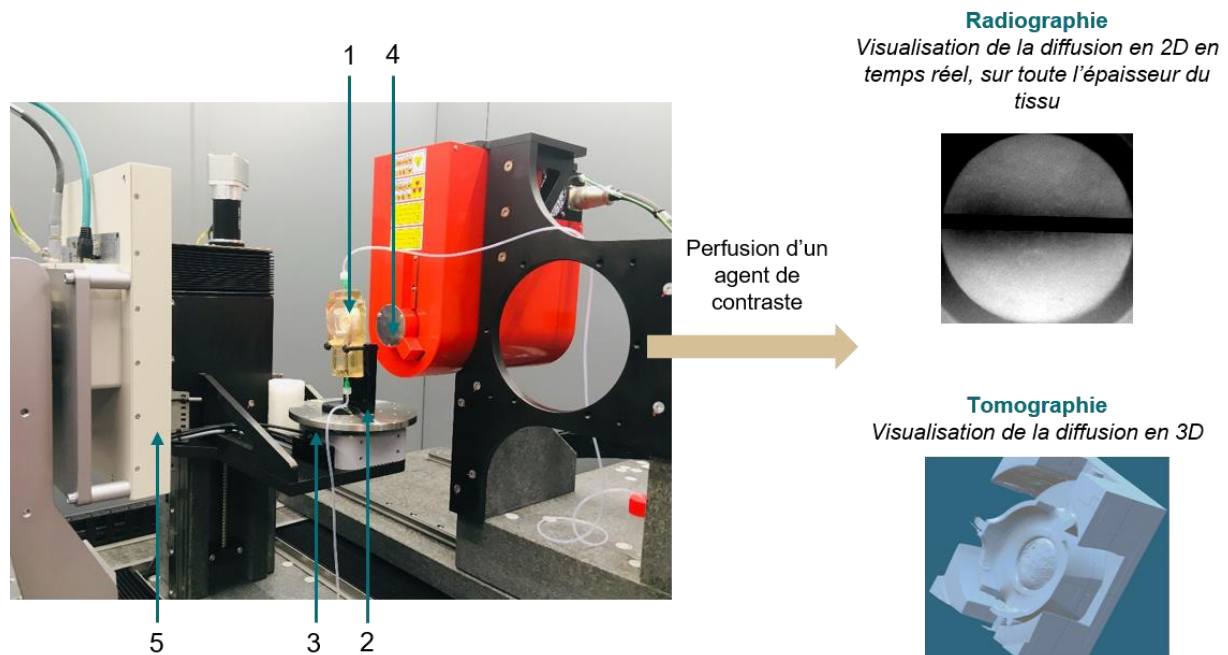 1
4
Radiographie
Visualisation de la diffusion en 2D en
temps réel, sur toute l'épaisseur du
tissu
Perfusion d'un
agent de
contraste
Tomographie
Visualisation de la diffusion en 3D
5
3
2